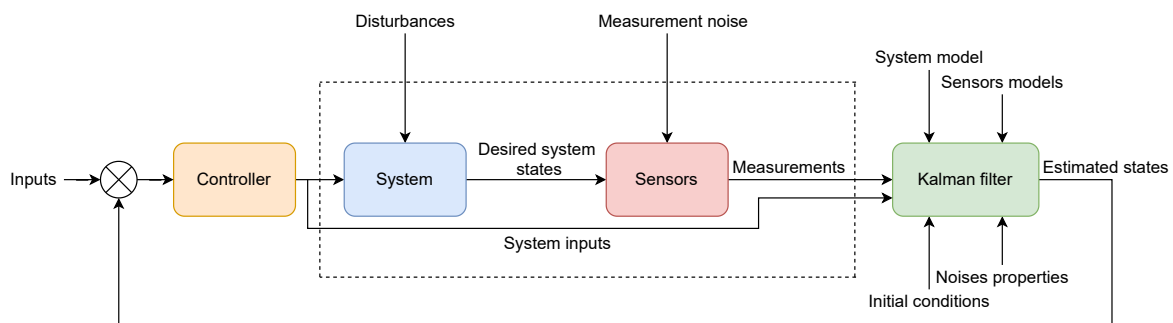 Disturbances
Measurement noise
System model
Sensors models
Inputs
Controller
System
Desired system
states
Sensors
Measurements
Kalman filter
Estimated states
System inputs
Noises properties
Initial conditions